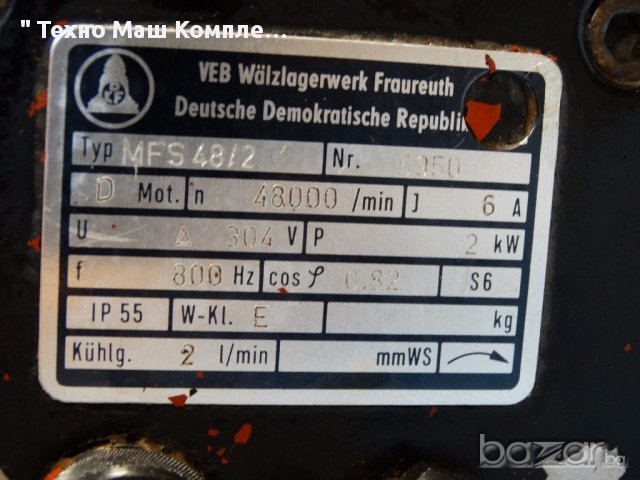 " Техно Маш Компле... "
VEB Wälzlagerwerk Fraureuth
Deutsche Demokratische Republik
Typ MFS 48/2 Nr.
D Mot. n 48000 /min J 6 A
U △ 304 V P 2 kW
f 800 Hz cos φ 0,82 S6
IP 55 W-Kl. E kg
Kühlg. 2 l/min mmWS
bazar.bg